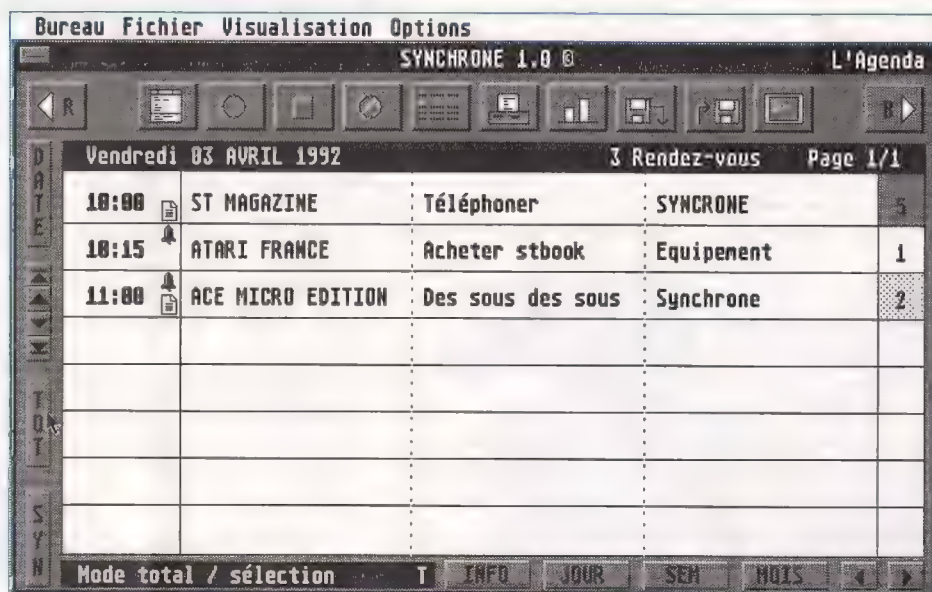 Bureau Fichier Visualisation Options
SYNCHRONE 1.0 © L'Agenda
R B
DATE
Vendredi 03 AVRIL 1992 3 Rendez-vous Page 1/1
10:00 ST MAGAZINE Téléphoner SYNCRONE 5
10:15 ATARI FRANCE Acheter stbook Equipement 1
11:00 ACE MICRO EDITION Des sous des sous Synchrone 2
TOT
SYN
Mode total / sélection T INFO JOUR SEM MOIS